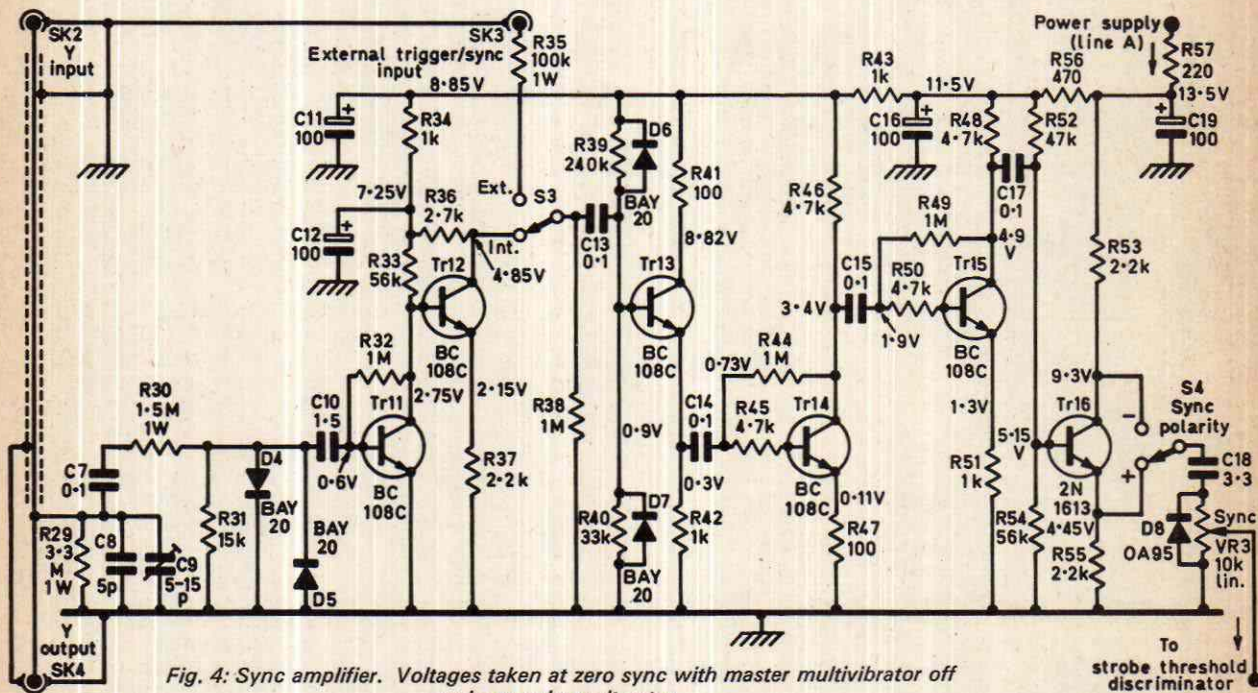 SK2
Y
input
SK3
External trigger/sync
input
R35
100k
1W
Power supply
(line A)
R57
220
13·5V
R56
470
R43
1k
11·5V
8·85V
C11
100
+
R34
1k
7·25V
C12
100
+
R36
2·7k
R33
56k
Ext.
S3
Int.
4·85V
C13
0·1
R39
240k
D6
BAY
20
R41
100
8·82V
R46
4·7k
C16
100
+
R48
4·7k
R52
47k
C17
0·1
C19
100
+
R49
1M
4·9
V
R53
2·2k
Tr12
BC
108C
Tr13
BC
108C
C15
0·1
3·4V
R50
4·7k
1·9V
Tr15
BC
108C
R30
1·5M
1W
R32
1M
2·75V
2·15V
C10
1·5
Tr11
BC
108C
0·6V
R38
1M
0·9V
0·73V
R44
1M
C14
0·1
R45
4·7k
Tr14
BC
108C
0·3V
1·3V
9·3V
S4
Sync
polarity
−
+
5·15
V
Tr16
2N
1613
4·45V
C18
3·3
C7
0·1
R29
3·3
M
1W
C8
5p
C9
5-15
p
R31
15k
D4
BAY
20
BAY
20
D5
R37
2·2k
R40
33k
D7
BAY
20
R42
1k
0·11V
R47
100
R51
1k
R54
56k
R55
2·2k
D8
OA95
Sync
VR3
10k
lin.
Y
output
SK4
To
strobe threshold
discriminator
Fig. 4: Sync amplifier. Voltages taken at zero sync with master multivibrator off